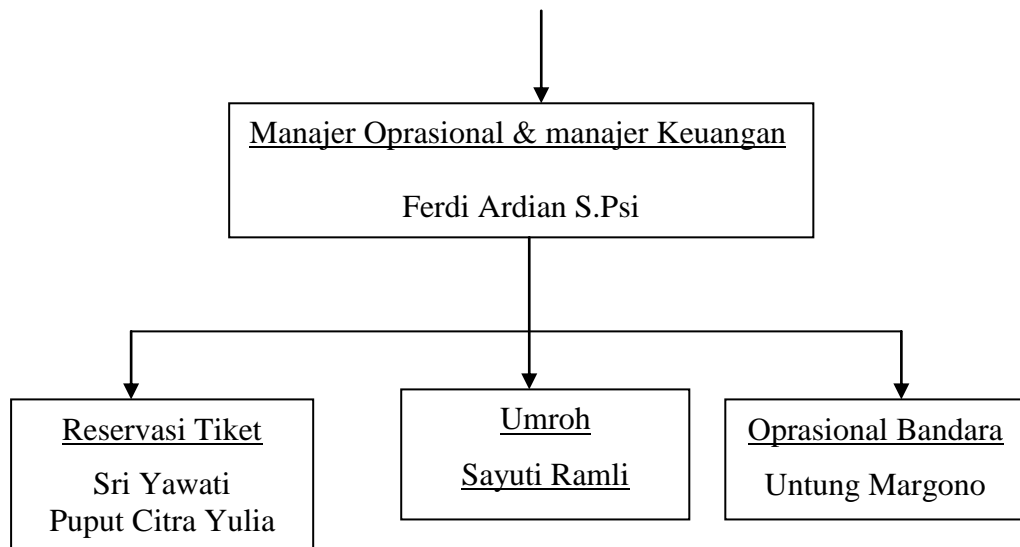 Manajer Oprasional & manajer Keuangan
Ferdi Ardian S.Psi
Reservasi Tiket
Sri Yawati
Puput Citra Yulia
Umroh
Sayuti Ramli
Oprasional Bandara
Untung Margono